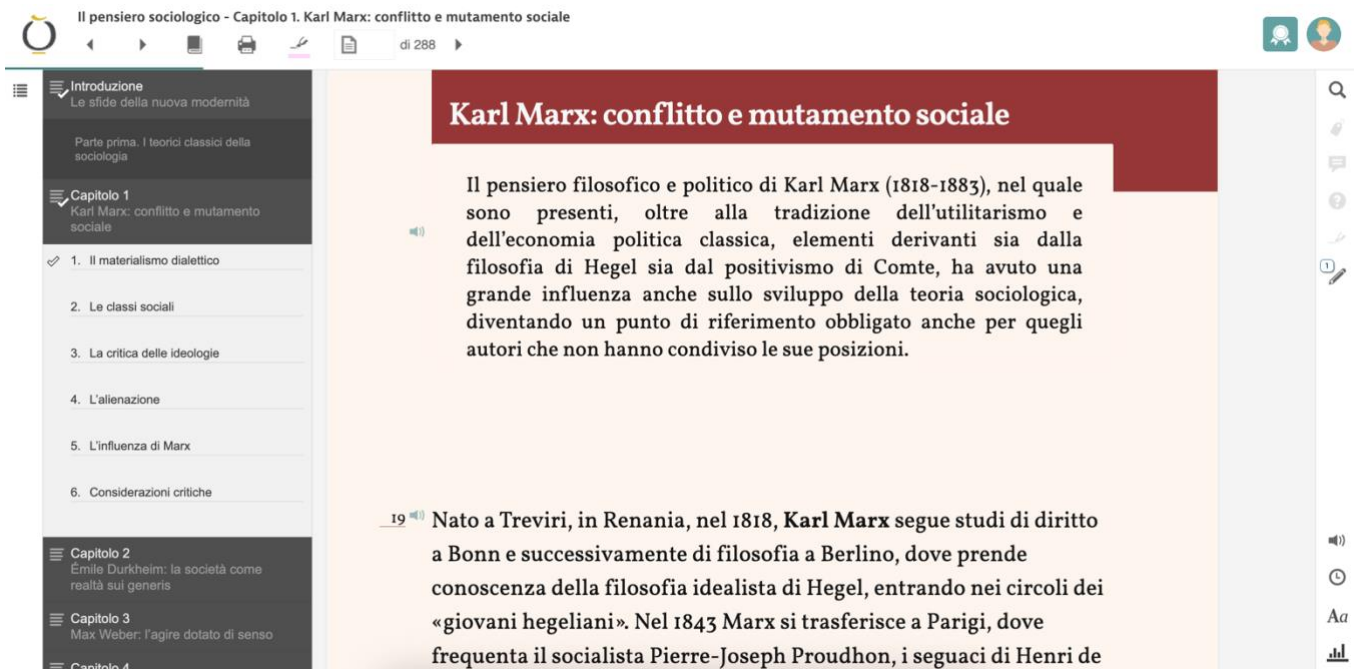 Il pensiero sociologico - Capitolo 1. Karl Marx: conflitto e mutamento sociale
di 288
Introduzione
Le sfide della nuova modernità
Parte prima. I teorici classici della
sociologia
Capitolo 1
Karl Marx: conflitto e mutamento
sociale
1. Il materialismo dialettico
2. Le classi sociali
3. La critica delle ideologie
4. L'alienazione
5. L'influenza di Marx
6. Considerazioni critiche
Capitolo 2
Émile Durkheim: la società come
realtà sui generis
Capitolo 3
Max Weber: l'agire dotato di senso
Capitolo 4
Karl Marx: conflitto e mutamento sociale
Il pensiero filosofico e politico di Karl Marx (1818-1883), nel quale
sono presenti, oltre alla tradizione dell'utilitarismo e
dell'economia politica classica, elementi derivanti sia dalla
filosofia di Hegel sia dal positivismo di Comte, ha avuto una
grande influenza anche sullo sviluppo della teoria sociologica,
diventando un punto di riferimento obbligato anche per quegli
autori che non hanno condiviso le sue posizioni.
19 Nato a Treviri, in Renania, nel 1818, Karl Marx segue studi di diritto
a Bonn e successivamente di filosofia a Berlino, dove prende
conoscenza della filosofia idealista di Hegel, entrando nei circoli dei
«giovani hegeliani». Nel 1843 Marx si trasferisce a Parigi, dove
frequenta il socialista Pierre-Joseph Proudhon, i seguaci di Henri de
1
Aa